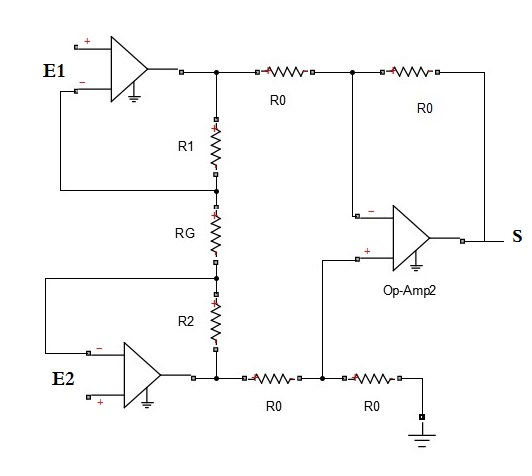 +
E1
−
R0
R0
+
+
+
R1
+
RG
−
+
S
Op-Amp2
+
R2
−
E2
+
+
+
R0
R0